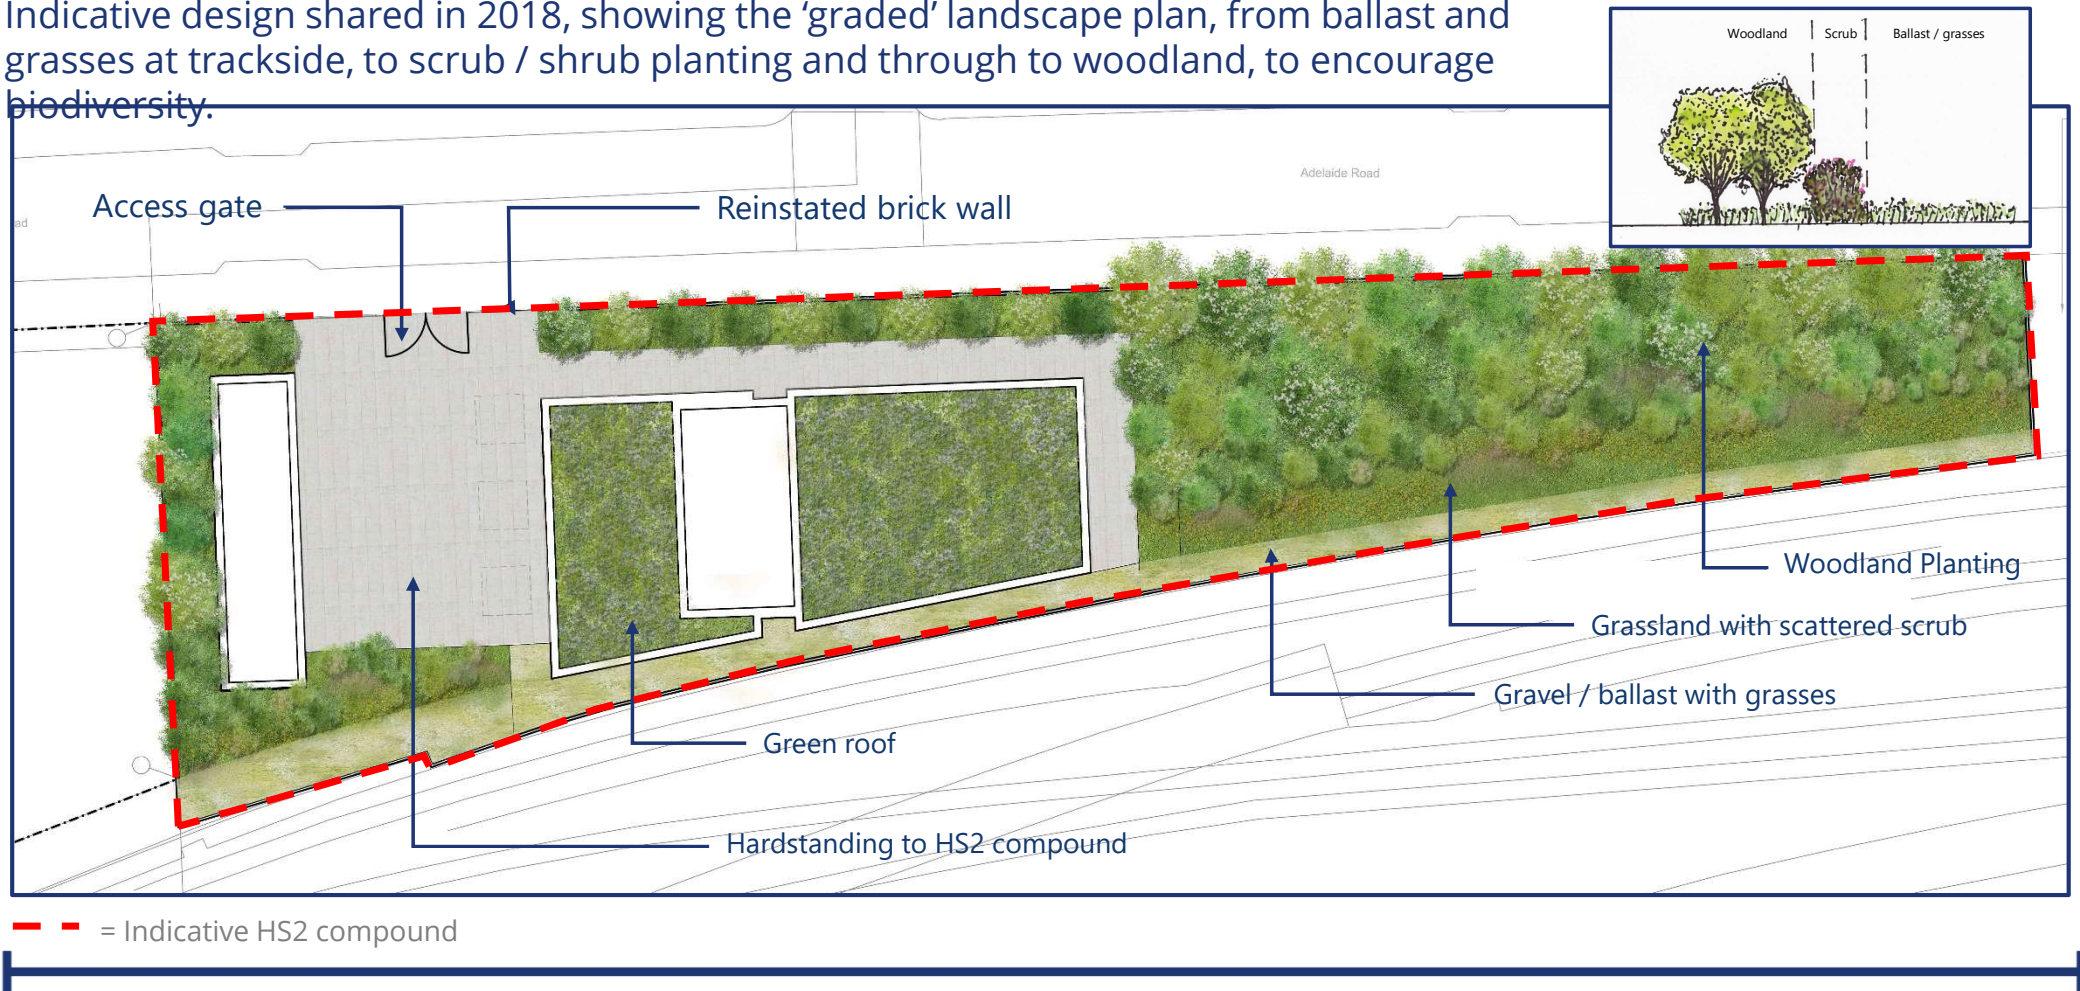 Indicative design shared in 2018, showing the ‘graded’ landscape plan, from ballast and
grasses at trackside, to scrub / shrub planting and through to woodland, to encourage
biodiversity.
Woodland
Scrub
Ballast / grasses
Adelaide Road
Access gate
Reinstated brick wall
ad
Woodland Planting
Grassland with scattered scrub
Gravel / ballast with grasses
Green roof
Hardstanding to HS2 compound
= Indicative HS2 compound